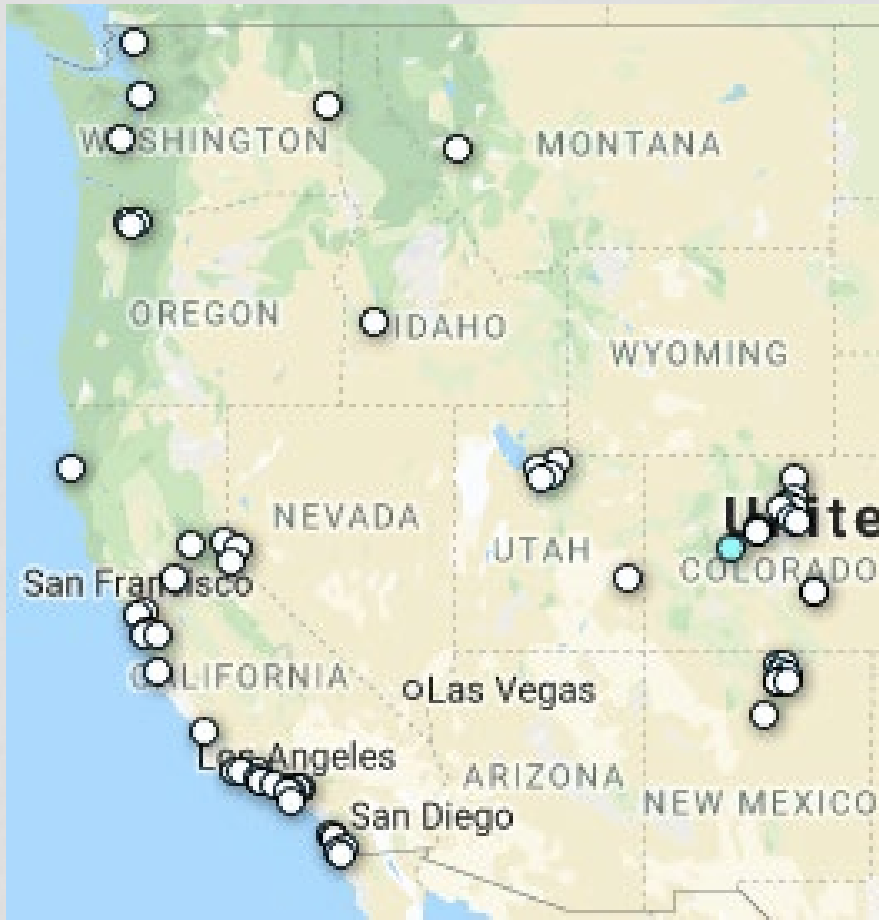 WASHINGTON
MONTANA
OREGON
IDAHO
WYOMING
NEVADA
Unite
UTAH
COLORADO
San Francisco
CALIFORNIA
Las Vegas
Los Angeles
ARIZONA
NEW MEXICO
San Diego